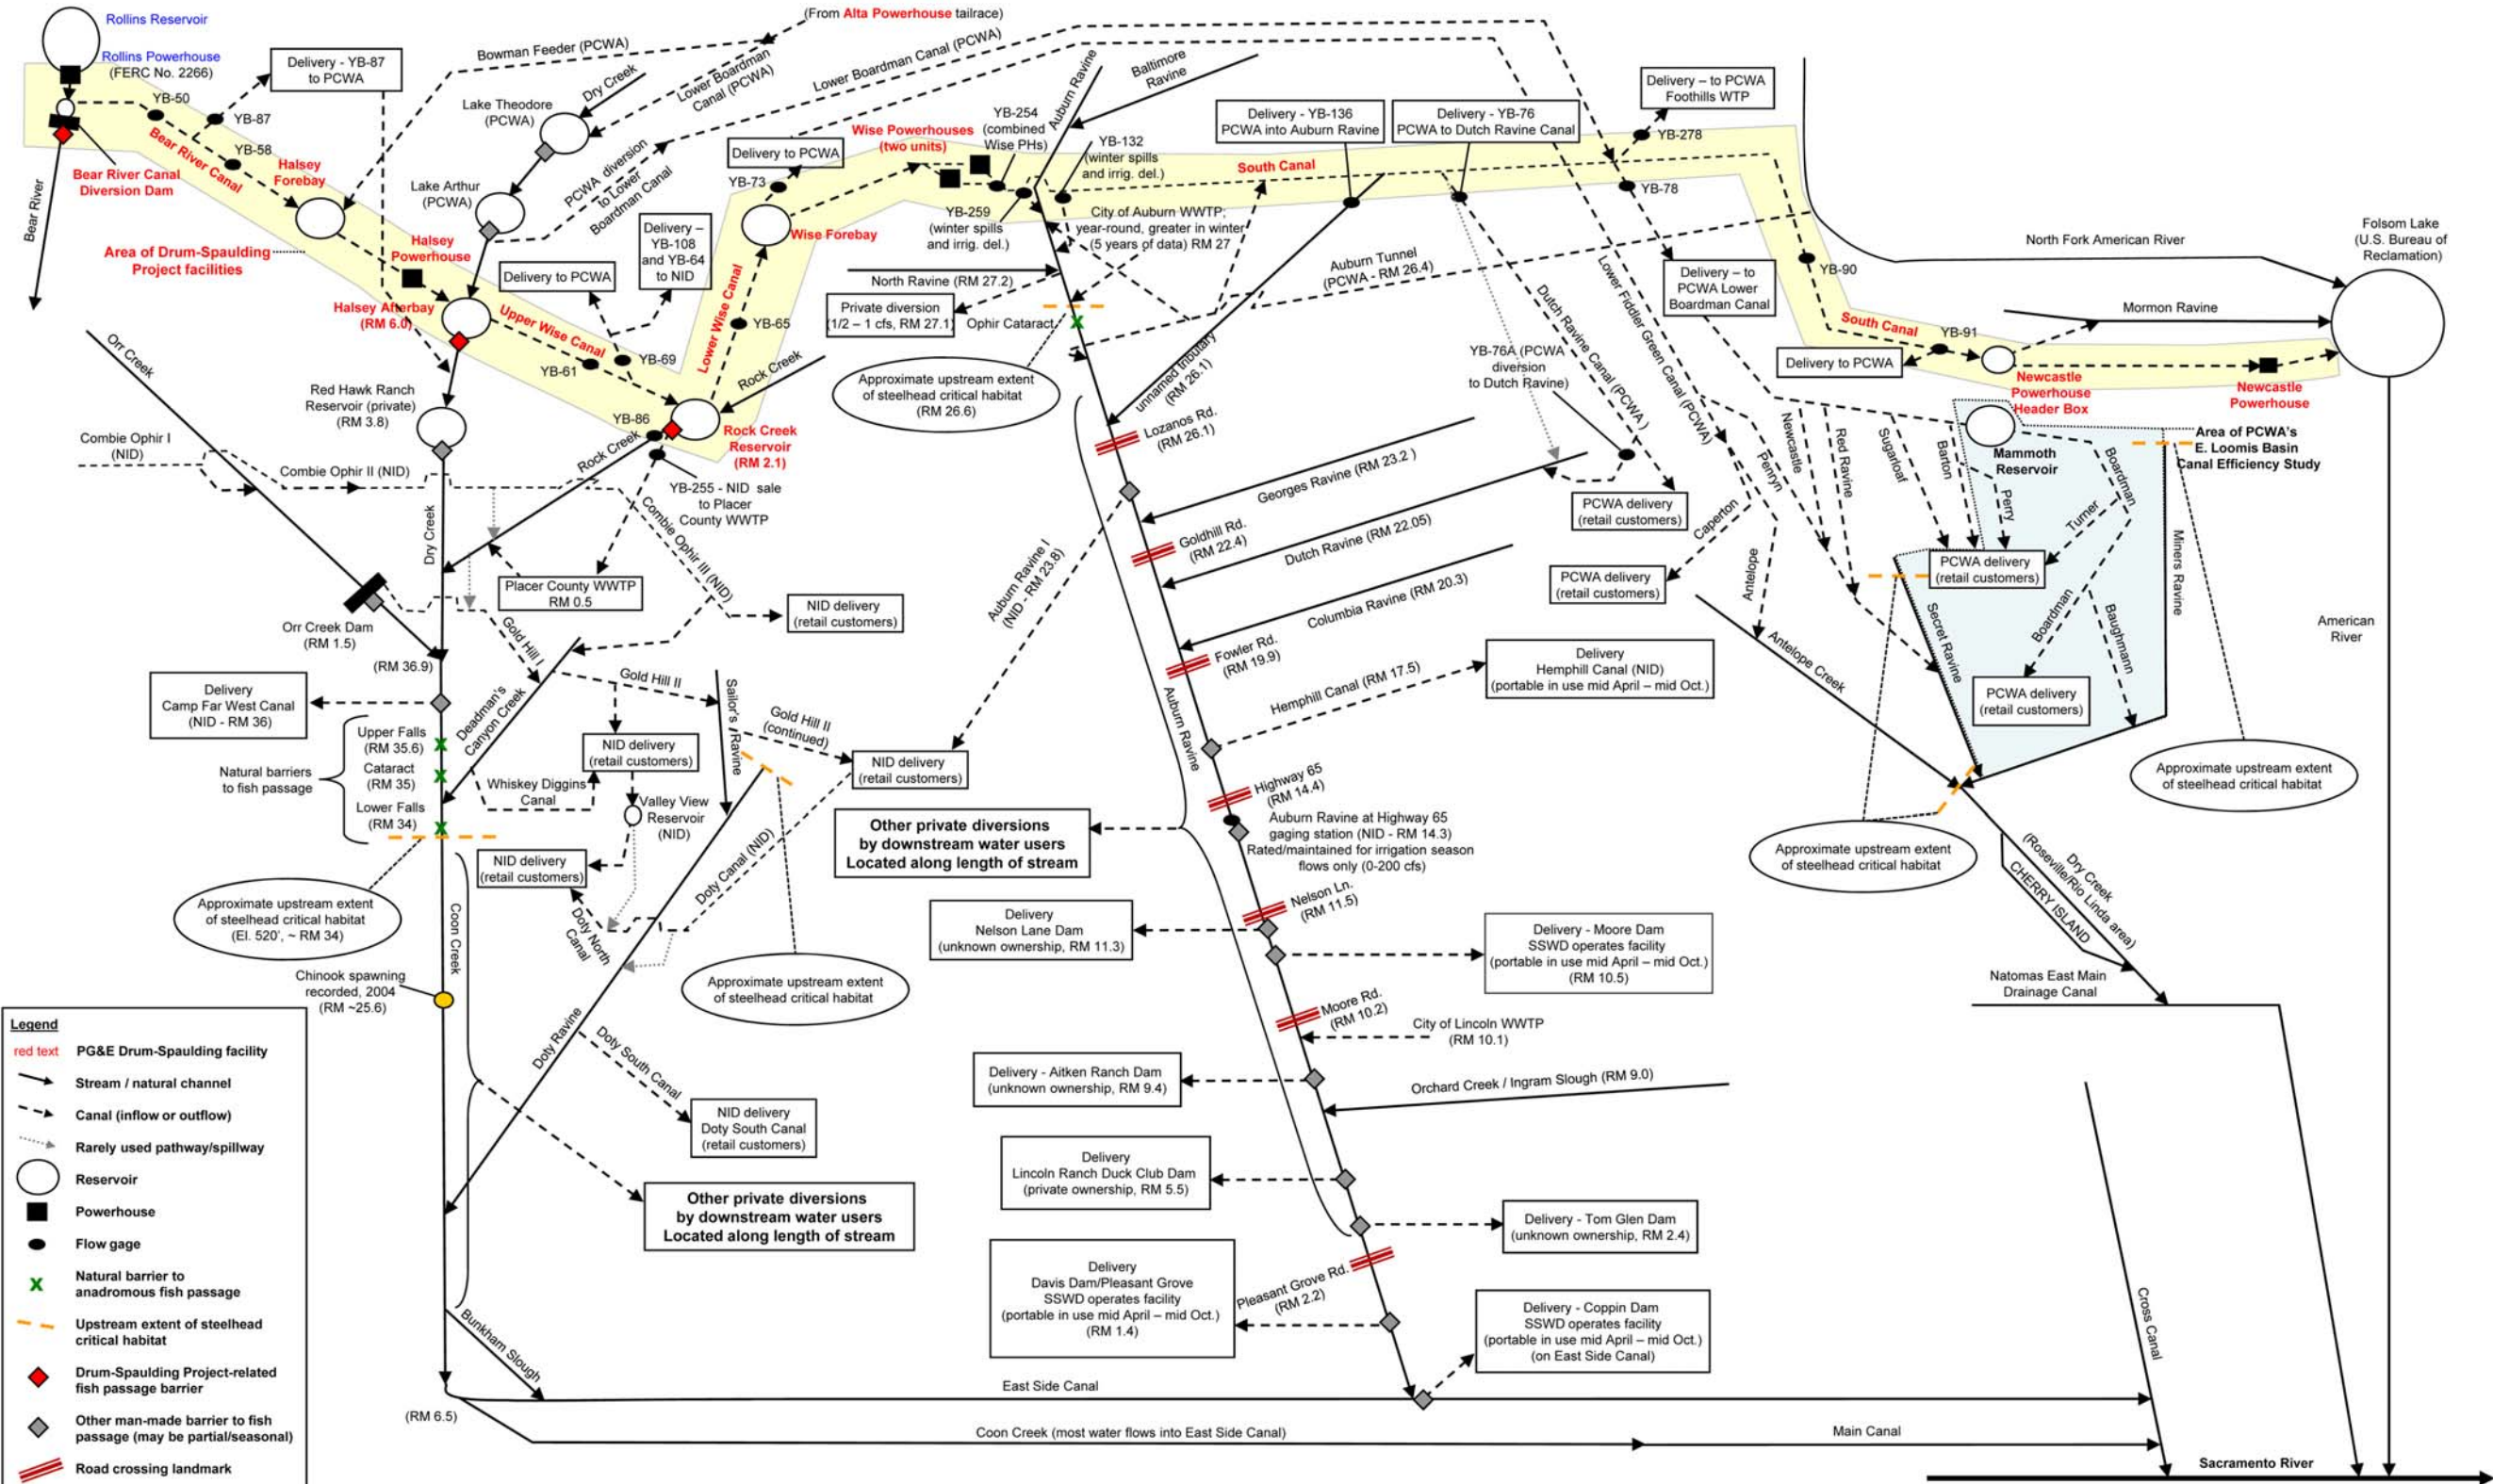 Rollins Reservoir
Rollins Powerhouse
(FERC No. 2266)
Delivery - YB-87
to PCWA
YB-50
YB-87
YB-58
Bear River Canal
Bear River Canal
Diversion Dam
Bear River
Halsey
Forebay
Area of Drum-Spaulding
Project facilities
Bowman Feeder (PCWA)
(From Alta Powerhouse tailrace)
Lower Boardman
Canal (PCWA)
Lower Boardman Canal (PCWA)
Dry Creek
Lake Theodore
(PCWA)
Lake Arthur
(PCWA)
PCWA diversion
to Lower
Boardman Canal
Halsey
Powerhouse
Halsey Afterbay
(RM 6.0)
Delivery to PCWA
Delivery –
YB-108
and YB-64
to NID
Upper Wise Canal
YB-61
YB-69
Lower Wise Canal
YB-65
YB-73
Delivery to PCWA
Wise Forebay
Wise Powerhouses
(two units)
YB-254
(combined
Wise PHs)
YB-259
(winter spills
and irrig. del.)
YB-132
(winter spills
and irrig. del.)
Auburn Ravine
Baltimore
Ravine
City of Auburn WWTP;
year-round, greater in winter
(5 years of data) RM 27
North Ravine (RM 27.2)
Private diversion
(1/2 – 1 cfs, RM 27.1)
Ophir Cataract
Approximate upstream extent
of steelhead critical habitat
(RM 26.6)
Delivery - YB-136
PCWA into Auburn Ravine
Delivery - YB-76
PCWA to Dutch Ravine Canal
South Canal
Auburn Tunnel
(PCWA - RM 26.4)
unnamed tributary
(RM 26.1)
Delivery – to PCWA
Foothills WTP
YB-278
YB-78
Delivery – to
PCWA Lower
Boardman Canal
YB-90
South Canal
YB-91
Delivery to PCWA
North Fork American River
Mormon Ravine
Folsom Lake
(U.S. Bureau of
Reclamation)
Newcastle
Powerhouse
Header Box
Newcastle
Powerhouse
YB-76A (PCWA
diversion
to Dutch Ravine)
Dutch Ravine Canal (PCWA )
Lower Fiddler Green Canal (PCWA)
Orr Creek
Red Hawk Ranch
Reservoir (private)
(RM 3.8)
Combie Ophir I
(NID)
Combie Ophir II (NID)
Combie Ophir III (NID)
YB-86
Rock Creek
Rock Creek
Rock Creek
Reservoir
(RM 2.1)
YB-255 - NID sale
to Placer
County WWTP
Placer County WWTP
RM 0.5
NID delivery
(retail customers)
Dry Creek
Orr Creek Dam
(RM 1.5)
(RM 36.9)
Gold Hill I
Gold Hill II
Gold Hill II
(continued)
Sailor's Ravine
Deadman's
Canyon Creek
Delivery
Camp Far West Canal
(NID - RM 36)
Upper Falls
(RM 35.6)
Cataract
(RM 35)
Lower Falls
(RM 34)
Natural barriers
to fish passage
Whiskey Diggins
Canal
NID delivery
(retail customers)
Valley View
Reservoir
(NID)
NID delivery
(retail customers)
NID delivery
(retail customers)
Doty Canal (NID)
Doty North
Canal
Approximate upstream extent
of steelhead critical habitat
(El. 520', ~ RM 34)
Approximate upstream extent
of steelhead critical habitat
Coon Creek
Chinook spawning
recorded, 2004
(RM ~25.6)
Doty Ravine
Doty South Canal
NID delivery
Doty South Canal
(retail customers)
Other private diversions
by downstream water users
Located along length of stream
Bunkham Slough
(RM 6.5)
East Side Canal
Coon Creek (most water flows into East Side Canal)
Main Canal
Lozanos Rd.
(RM 26.1)
Georges Ravine (RM 23.2 )
Goldhill Rd.
(RM 22.4)
Dutch Ravine (RM 22.05)
Columbia Ravine (RM 20.3)
Fowler Rd.
(RM 19.9)
Auburn Ravine I
(NID - RM 23.8)
Auburn Ravine
Hemphill Canal (RM 17.5)
Delivery
Hemphill Canal (NID)
(portable in use mid April – mid Oct.)
Highway 65
(RM 14.4)
Auburn Ravine at Highway 65
gaging station (NID - RM 14.3)
Rated/maintained for irrigation season
flows only (0-200 cfs)
Other private diversions
by downstream water users
Located along length of stream
Nelson Ln.
(RM 11.5)
Delivery
Nelson Lane Dam
(unknown ownership, RM 11.3)
Delivery - Moore Dam
SSWD operates facility
(portable in use mid April – mid Oct.)
(RM 10.5)
Moore Rd.
(RM 10.2)
City of Lincoln WWTP
(RM 10.1)
Delivery - Aitken Ranch Dam
(unknown ownership, RM 9.4)
Orchard Creek / Ingram Slough (RM 9.0)
Delivery
Lincoln Ranch Duck Club Dam
(private ownership, RM 5.5)
Delivery - Tom Glen Dam
(unknown ownership, RM 2.4)
Pleasant Grove Rd.
(RM 2.2)
Delivery
Davis Dam/Pleasant Grove
SSWD operates facility
(portable in use mid April – mid Oct.)
(RM 1.4)
Delivery - Coppin Dam
SSWD operates facility
(portable in use mid April – mid Oct.)
(on East Side Canal)
PCWA delivery
(retail customers)
PCWA delivery
(retail customers)
Caperton
Antelope
Penryn
Newcastle
Red Ravine
Sugarloaf
Barton
Perry
Mammoth
Reservoir
Boardman
Turner
Area of PCWA's
E. Loomis Basin
Canal Efficiency Study
PCWA delivery
(retail customers)
Secret Ravine
Boardman
Baughmann
Miners Ravine
PCWA delivery
(retail customers)
Antelope Creek
Approximate upstream extent
of steelhead critical habitat
Approximate upstream extent
of steelhead critical habitat
Dry Creek
(Roseville/Rio Linda area)
CHERRY ISLAND
Natomas East Main
Drainage Canal
American
River
Cross Canal
Sacramento River
Legend
red text PG&E Drum-Spaulding facility
Stream / natural channel
Canal (inflow or outflow)
Rarely used pathway/spillway
Reservoir
Powerhouse
Flow gage
x Natural barrier to
anadromous fish passage
Upstream extent of steelhead
critical habitat
Drum-Spaulding Project-related
fish passage barrier
Other man-made barrier to fish
passage (may be partial/seasonal)
Road crossing landmark